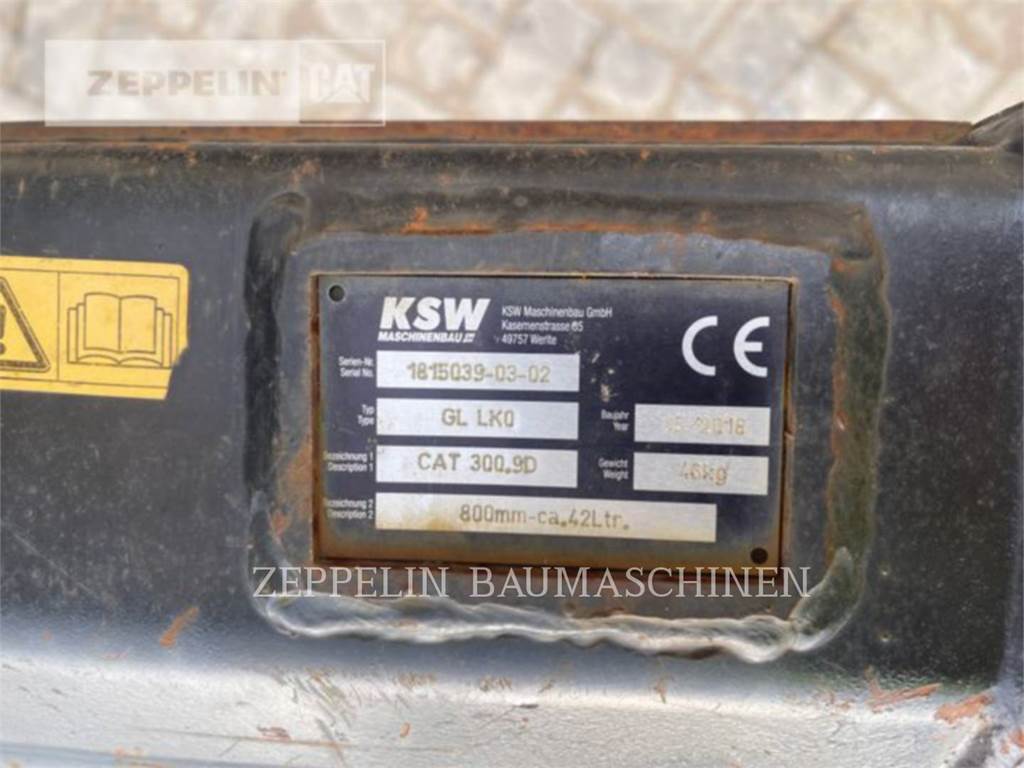 ZEPPELIN CAT
KSW
MASCHINENBAU
KSW Maschinenbau GmbH
Kasernenstrasse 65
49757 Werlte
CE
Serien-Nr.
Serial No.
1815039-03-02
Typ
Type
GL LK0
Baujahr
Year
2018
Bezeichnung 1
Description 1
CAT 300.9D
Gewicht
Weight
46kg
Bezeichnung 2
Description 2
800mm-ca.42Ltr.
ZEPPELIN BAUMASCHINEN